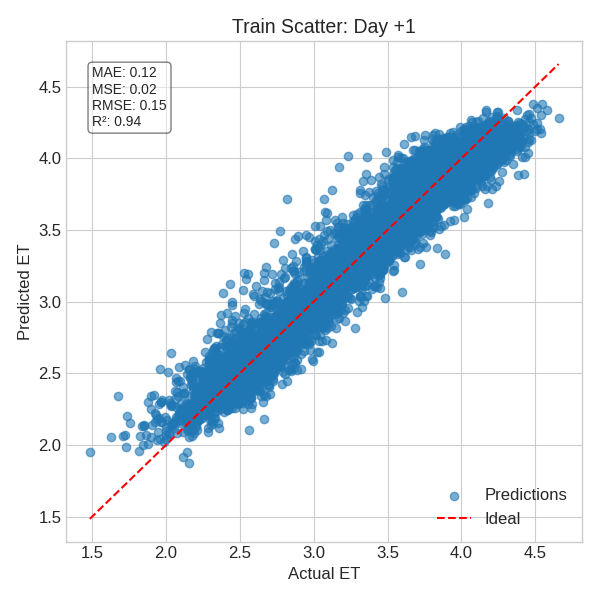 Train Scatter: Day +1
MAE: 0.12
MSE: 0.02
RMSE: 0.15
R²: 0.94
Predicted ET
4.5
4.0
3.5
3.0
2.5
2.0
1.5
Predictions
Ideal
1.5 2.0 2.5 3.0 3.5 4.0 4.5
Actual ET